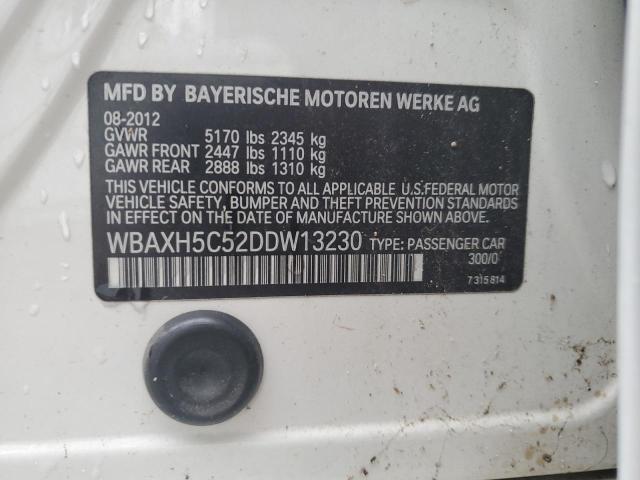 MFD BY BAYERISCHE MOTOREN WERKE AG
08-2012
GVWR 5170 lbs 2345 kg
GAWR FRONT 2447 lbs 1110 kg
GAWR REAR 2888 lbs 1310 kg
THIS VEHICLE CONFORMS TO ALL APPLICABLE U.S.FEDERAL MOTOR
VEHICLE SAFETY, BUMPER AND THEFT PREVENTION STANDARDS
IN EFFECT ON THE DATE OF MANUFACTURE SHOWN ABOVE.
WBAXH5C52DDW13230 TYPE: PASSENGER CAR
300/0
7315814